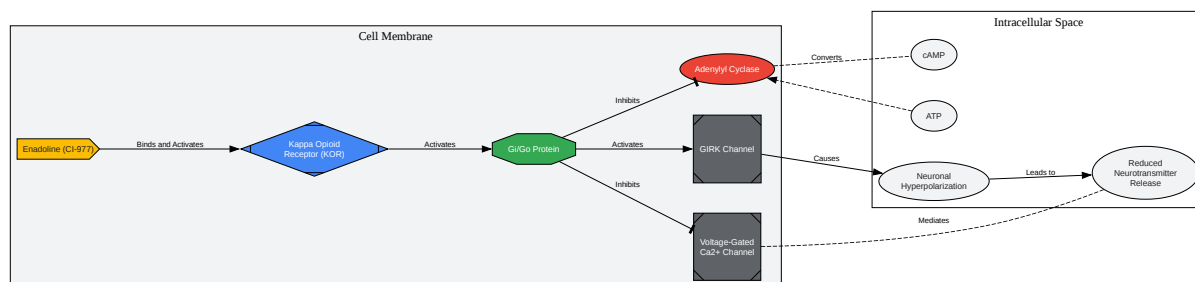 Cell Membrane
Intracellular Space
Enadoline (CI-977)
Binds and Activates
Kappa Opioid
Receptor (KOR)
Activates
Gi/Go Protein
Inhibits
Activates
Inhibits
Adenylyl Cyclase
GIRK Channel
Voltage-Gated
Ca2+ Channel
Converts
cAMP
ATP
Causes
Neuronal
Hyperpolarization
Leads to
Reduced
Neurotransmitter
Release
Mediates